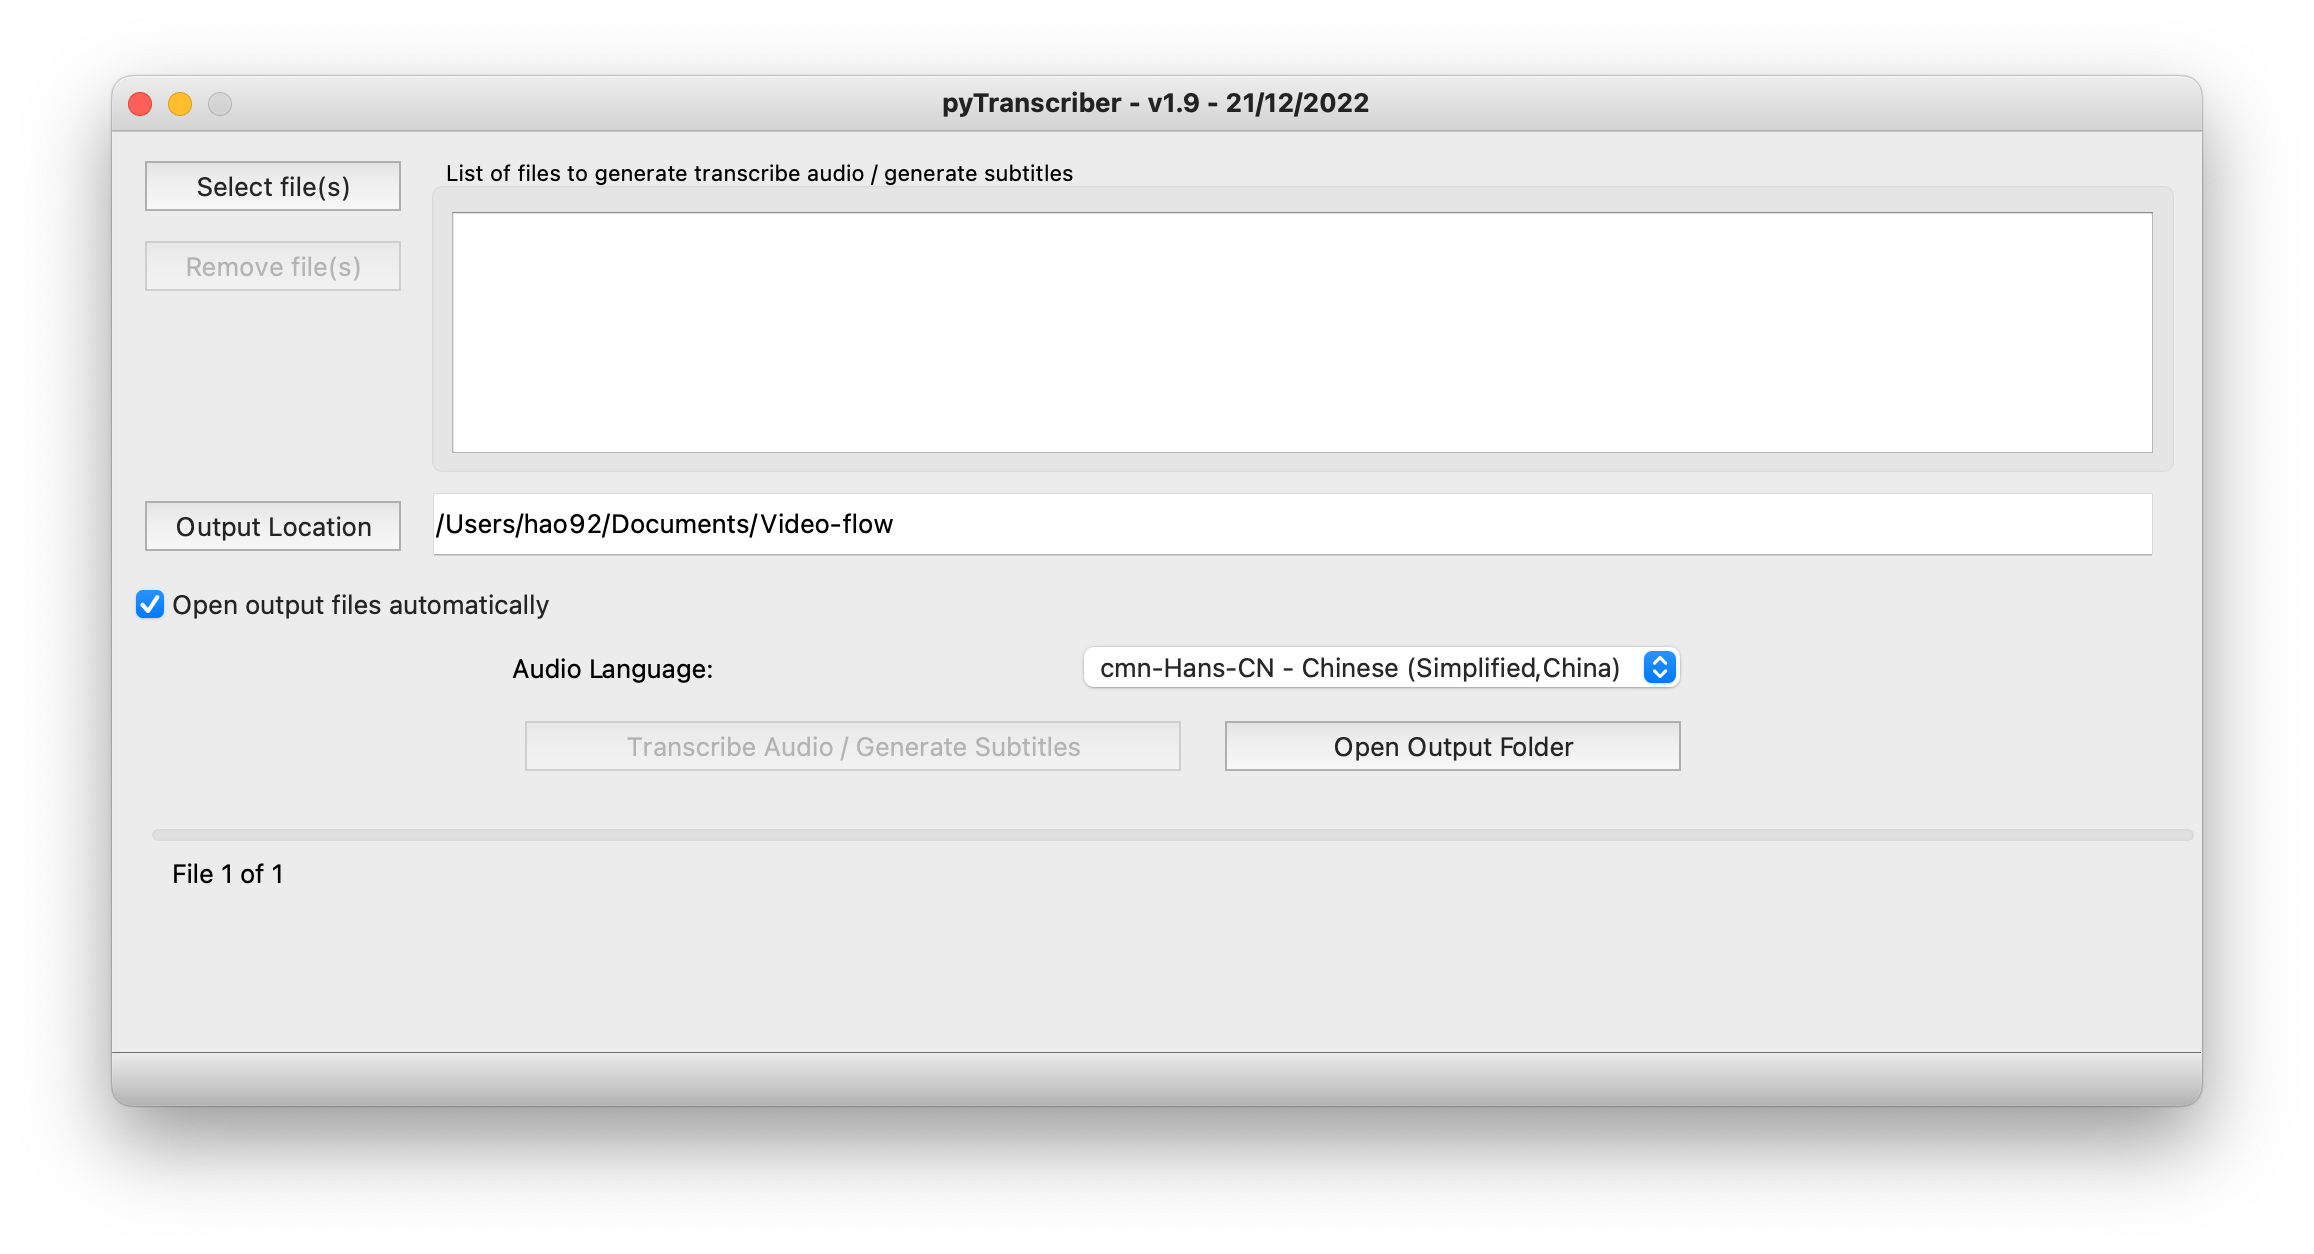 pyTranscriber - v1.9 - 21/12/2022
Select file(s)
List of files to generate transcribe audio / generate subtitles
Remove file(s)
Output Location
/Users/hao92/Documents/Video-flow
Open output files automatically
Audio Language:
cmn-Hans-CN - Chinese (Simplified,China)
Transcribe Audio / Generate Subtitles
Open Output Folder
File 1 of 1